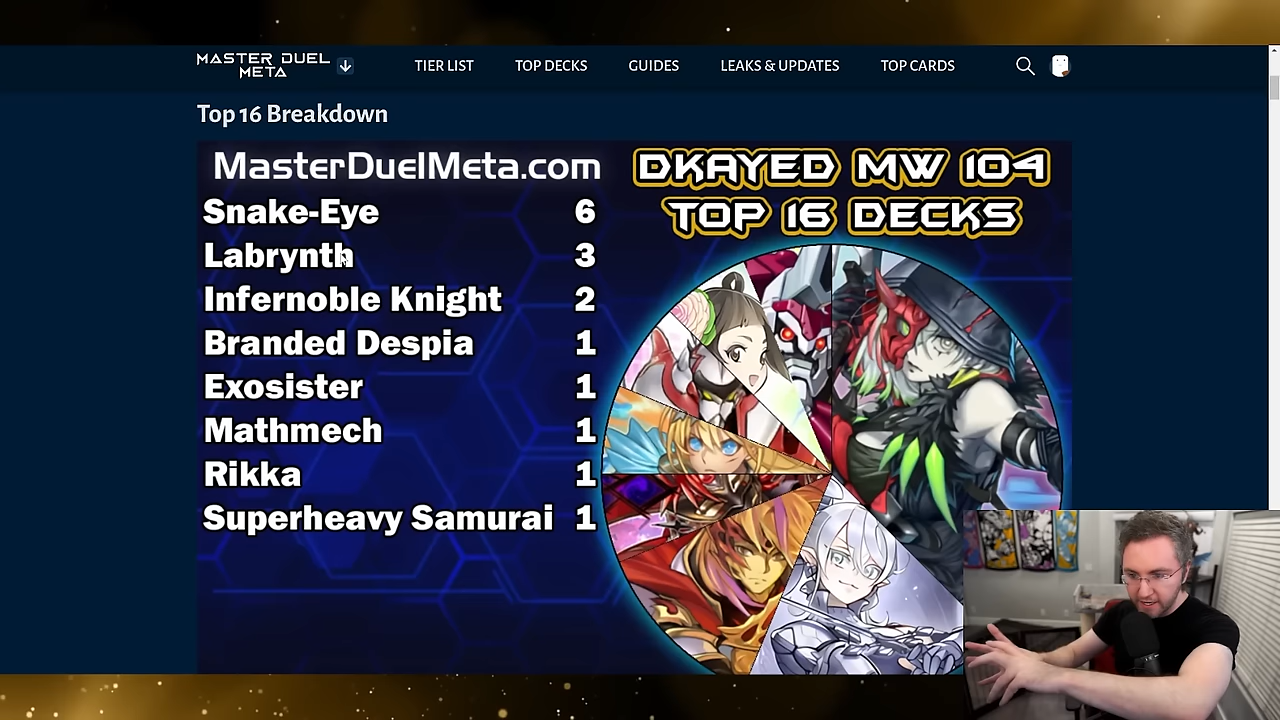 MASTER DUEL
META
TIER LIST
TOP DECKS
GUIDES
LEAKS & UPDATES
TOP CARDS
Top 16 Breakdown
MasterDuelMeta.com
DKAYED MW 104
TOP 16 DECKS
Snake-Eye 6
Labrynth 3
Infernoble Knight 2
Branded Despia 1
Exosister 1
Mathmech 1
Rikka 1
Superheavy Samurai 1